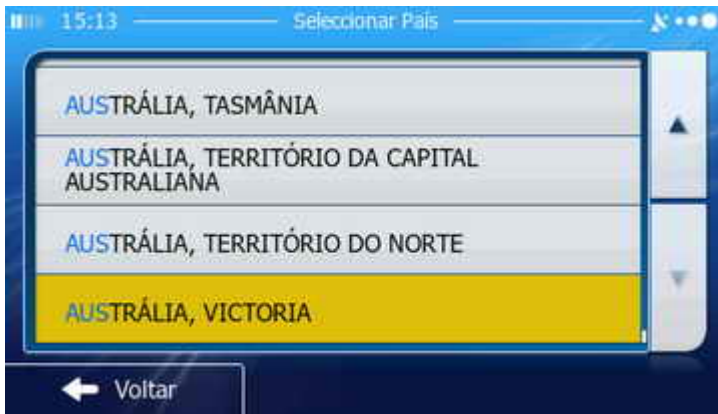 15:13
Seleccionar País
AUSTRÁLIA, TASMÂNIA
AUSTRÁLIA, TERRITÓRIO DA CAPITAL
AUSTRALIANA
AUSTRÁLIA, TERRITÓRIO DO NORTE
AUSTRÁLIA, VICTORIA
Voltar